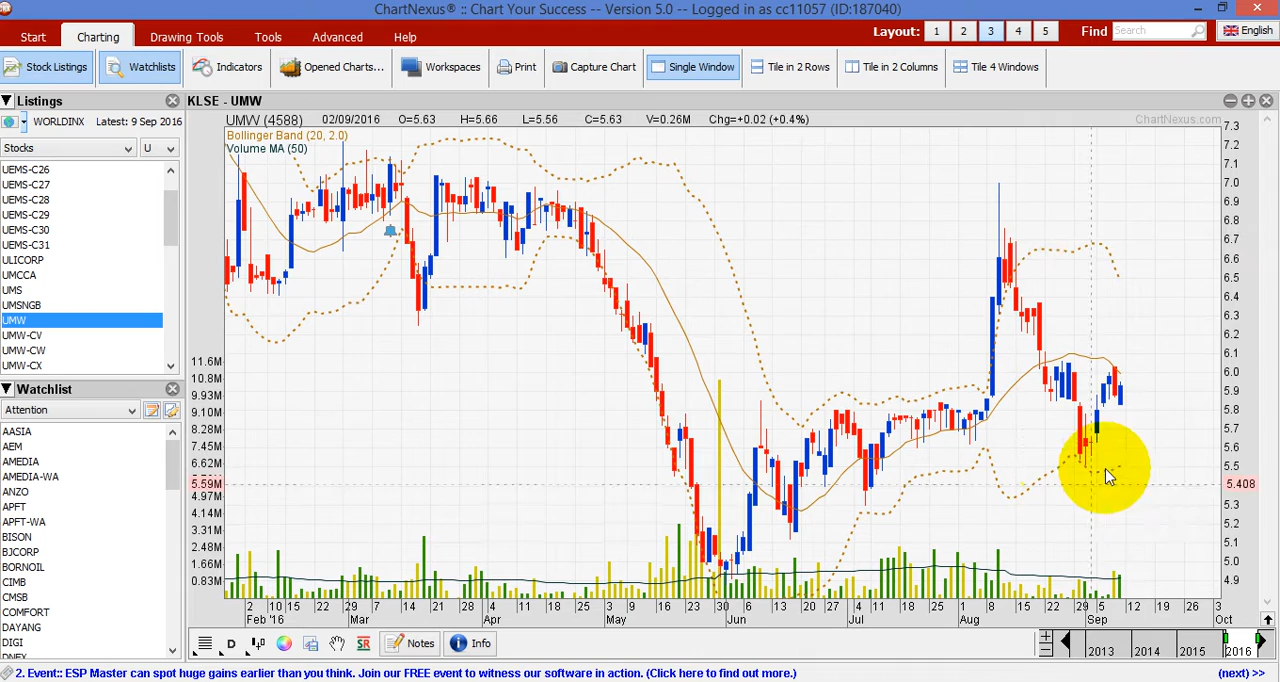 ChartNexus® :: Chart Your Success -- Version 5.0 -- Logged in as cc11057 (ID:187040)
Start Charting Drawing Tools Tools Advanced Help Layout: 1 2 3 4 5 Find Search English
Stock Listings Watchlists Indicators Opened Charts... Workspaces Print Capture Chart Single Window Tile in 2 Rows Tile in 2 Columns Tile 4 Windows
Listings
WORLDINX Latest: 9 Sep 2016
Stocks U
UEMS-C26
UEMS-C27
UEMS-C28
UEMS-C29
UEMS-C30
UEMS-C31
ULICORP
UMCCA
UMS
UMSNGB
UMW
UMW-CV
UMW-CW
UMW-CX
Watchlist
Attention
AASIA
AEM
AMEDIA
AMEDIA-WA
ANZO
APFT
APFT-WA
BISON
BJCORP
BORNOIL
CIMB
CMSB
COMFORT
DAYANG
DIGI
KLSE - UMW
UMW (4588) 02/09/2016 O=5.63 H=5.66 L=5.56 C=5.63 V=0.26M Chg=+0.02 (+0.4%) ChartNexus.com
Bollinger Band (20, 2.0)
Volume MA (50)
7.3
7.2
7.1
7.0
6.9
6.8
6.7
6.6
6.5
6.4
6.3
6.2
6.1
6.0
5.9
5.8
5.7
5.6
5.5
5.408
5.3
5.2
5.1
5.0
4.9
11.6M
10.8M
9.93M
9.10M
8.28M
7.45M
6.62M
5.59M
4.97M
4.14M
3.31M
2.48M
1.66M
0.83M
2 10 15 22 29 7 14 21 28 4 11 18 25 3 9 16 23 30 6 13 20 27 4 11 18 25 1 8 15 22 29 5 12 19 26 3
Feb '16 Mar Apr May Jun Jul Aug Sep Oct
D SR Notes Info 2013 2014 2015 2016
2. Event:: ESP Master can spot huge gains earlier than you think. Join our FREE event to witness our software in action. (Click here to find out more.) (next) >>